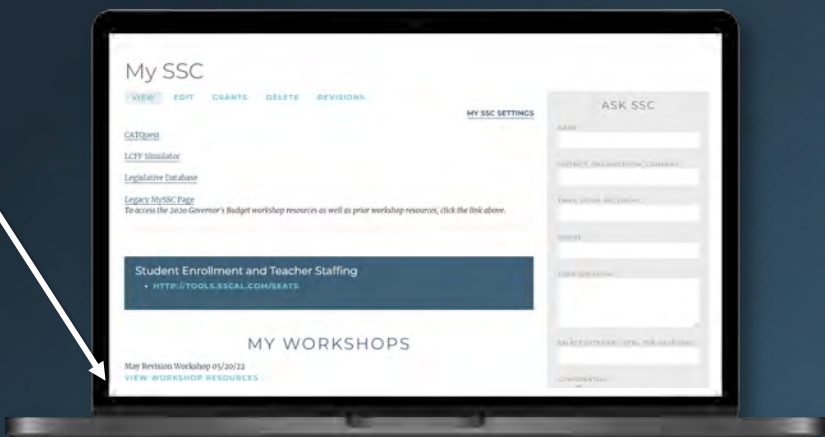 My SSC
VIEW EDIT GRANTS DELETE REVISIONS
MY SSC SETTINGS
CATQuest
LCFF Simulator
Legislative Database
Legacy MySSC Page
To access the 2020 Governor's Budget workshop resources as well as prior workshop resources, click the link above.
Student Enrollment and Teacher Staffing
• HTTP://TOOLS.SSCAL.COM/SEATS
MY WORKSHOPS
May Revision Workshop 05/20/22
VIEW WORKSHOP RESOURCES
ASK SSC
NAME
PHONE
YOUR QUESTION